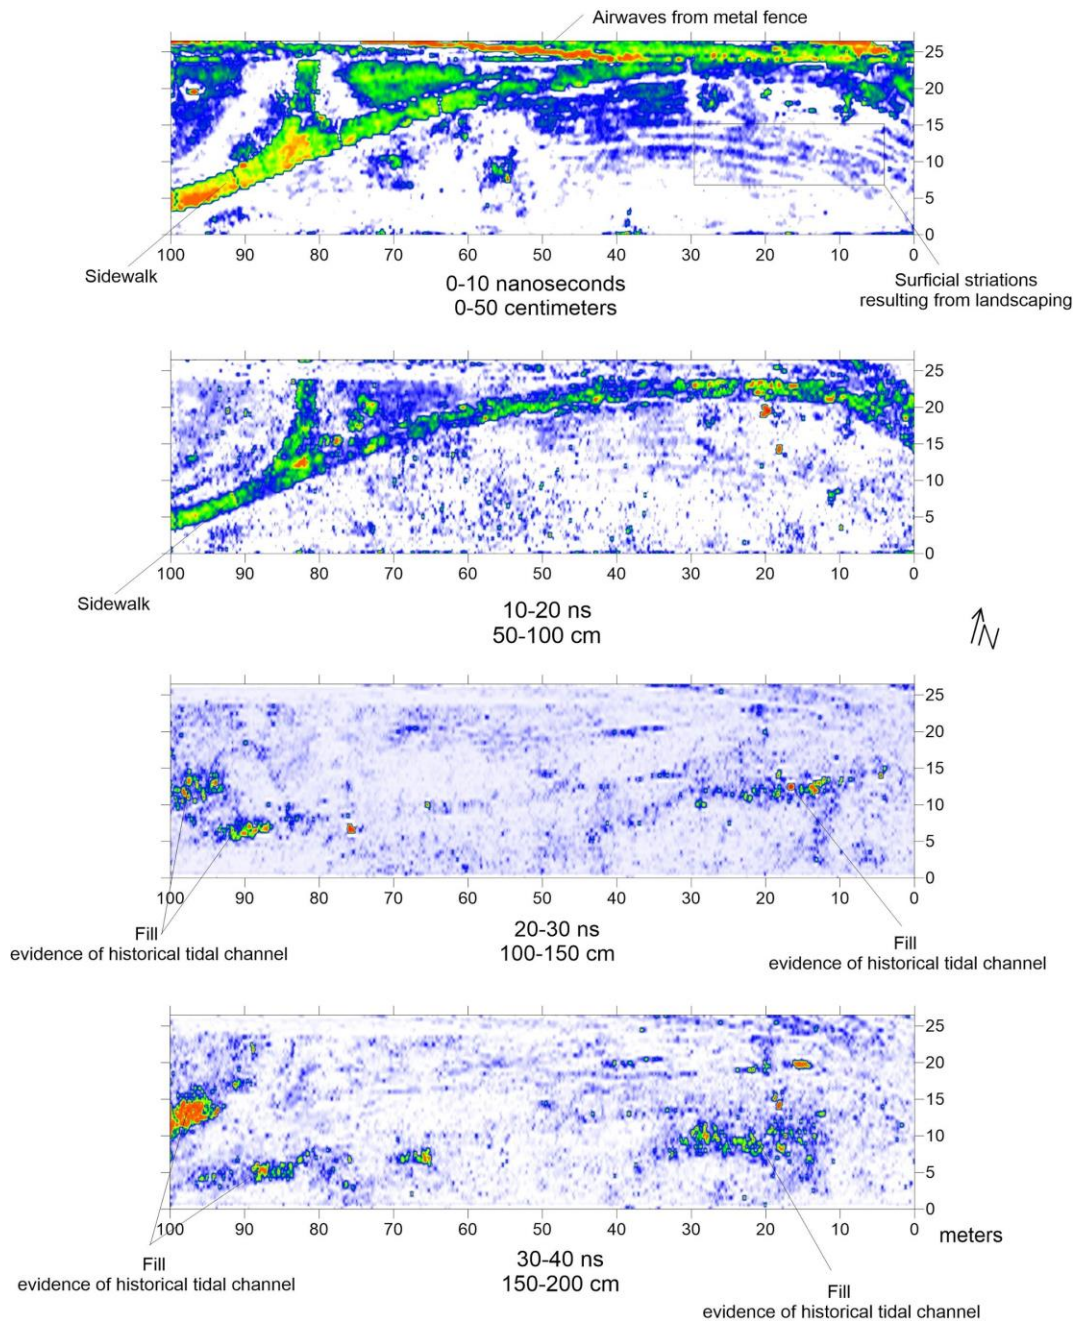 Airwaves from metal fence
25
20
15
10
5
0
100 90 80 70 60 50 40 30 20 10 0
Sidewalk
0-10 nanoseconds
0-50 centimeters
Surficial striations
resulting from landscaping
25
20
15
10
5
0
100 90 80 70 60 50 40 30 20 10 0
Sidewalk
10-20 ns
50-100 cm
N
25
20
15
10
5
0
100 90 80 70 60 50 40 30 20 10 0
Fill
evidence of historical tidal channel
20-30 ns
100-150 cm
Fill
evidence of historical tidal channel
25
20
15
10
5
0
100 90 80 70 60 50 40 30 20 10 0 meters
Fill
evidence of historical tidal channel
30-40 ns
150-200 cm
Fill
evidence of historical tidal channel